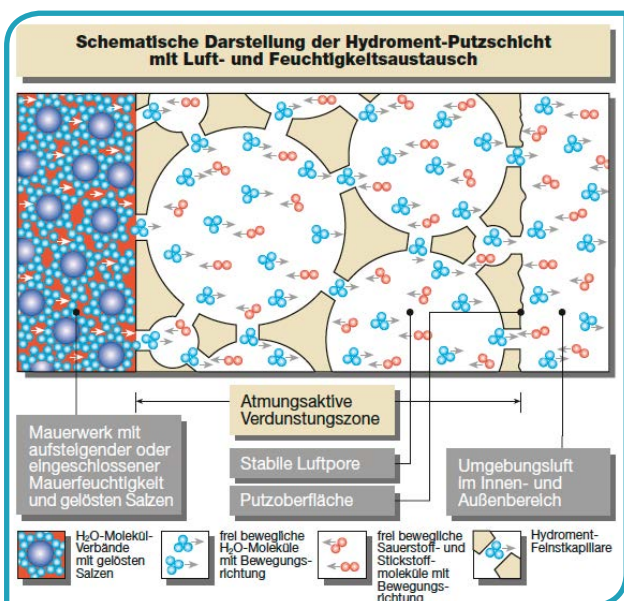 Schematische Darstellung der Hydroment-Putzschicht
mit Luft- und Feuchtigkeitsaustausch
Atmungsaktive
Verdunstungszone
Mauerwerk mit
aufsteigender oder
eingeschlossener
Mauerfeuchtigkeit
und gelösten Salzen
Stabile Luftpore
Putzoberfläche
Umgebungsluft
im Innen- und
Außenbereich
H₂O-Molekül-
Verbände
mit gelösten
Salzen
frei bewegliche
H₂O-Moleküle
mit Bewegungs-
richtung
frei bewegliche
Sauerstoff- und
Stickstoff-
moleküle mit
Bewegungs-
richtung
Hydroment-
Feinstkapillare